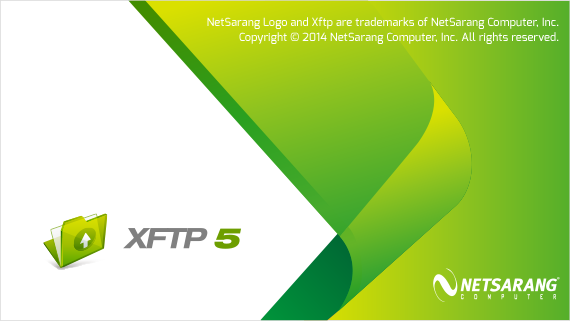 NetSarang Logo and Xftp are trademarks of NetSarang Computer, Inc.
Copyright © 2014 NetSarang Computer, Inc. All rights reserved.
XFTP 5
NETSARANG®
COMPUTER